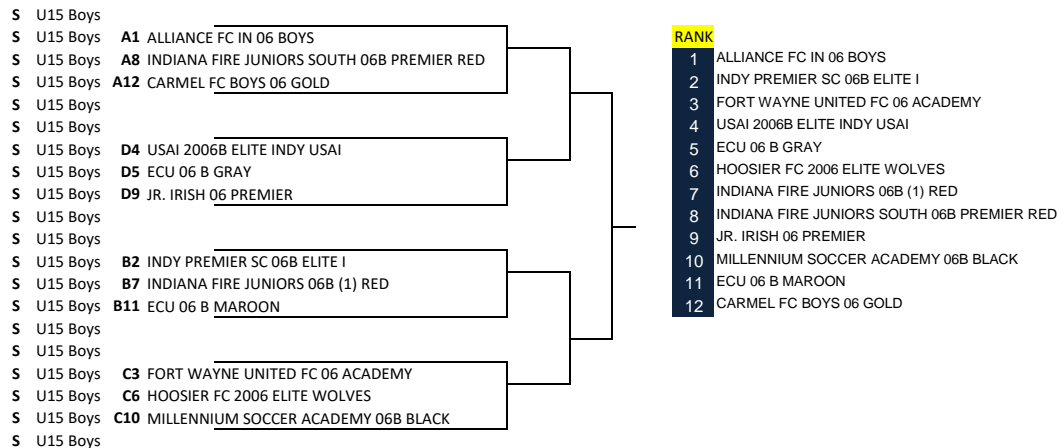 S U15 Boys
S U15 Boys A1 ALLIANCE FC IN 06 BOYS
S U15 Boys A8 INDIANA FIRE JUNIORS SOUTH 06B PREMIER RED
S U15 Boys A12 CARMEL FC BOYS 06 GOLD
S U15 Boys
S U15 Boys
S U15 Boys D4 USAI 2006B ELITE INDY USAI
S U15 Boys D5 ECU 06 B GRAY
S U15 Boys D9 JR. IRISH 06 PREMIER
S U15 Boys
S U15 Boys
S U15 Boys B2 INDY PREMIER SC 06B ELITE I
S U15 Boys B7 INDIANA FIRE JUNIORS 06B (1) RED
S U15 Boys B11 ECU 06 B MAROON
S U15 Boys
S U15 Boys
S U15 Boys C3 FORT WAYNE UNITED FC 06 ACADEMY
S U15 Boys C6 HOOSIER FC 2006 ELITE WOLVES
S U15 Boys C10 MILLENNIUM SOCCER ACADEMY 06B BLACK
S U15 Boys
RANK
1 ALLIANCE FC IN 06 BOYS
2 INDY PREMIER SC 06B ELITE I
3 FORT WAYNE UNITED FC 06 ACADEMY
4 USAI 2006B ELITE INDY USAI
5 ECU 06 B GRAY
6 HOOSIER FC 2006 ELITE WOLVES
7 INDIANA FIRE JUNIORS 06B (1) RED
8 INDIANA FIRE JUNIORS SOUTH 06B PREMIER RED
9 JR. IRISH 06 PREMIER
10 MILLENNIUM SOCCER ACADEMY 06B BLACK
11 ECU 06 B MAROON
12 CARMEL FC BOYS 06 GOLD